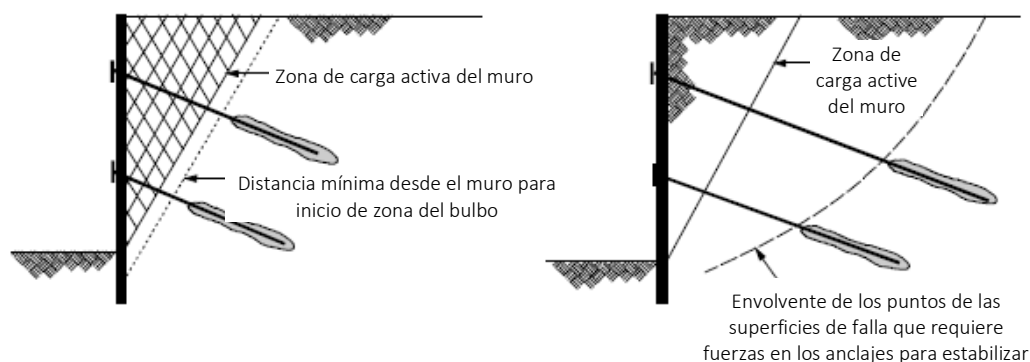 Zona de carga activa del muro
Distancia mínima desde el muro para
inicio de zona del bulbo
Zona de
carga active
del muro
Envolvente de los puntos de las
superficies de falla que requiere
fuerzas en los anclajes para estabilizar